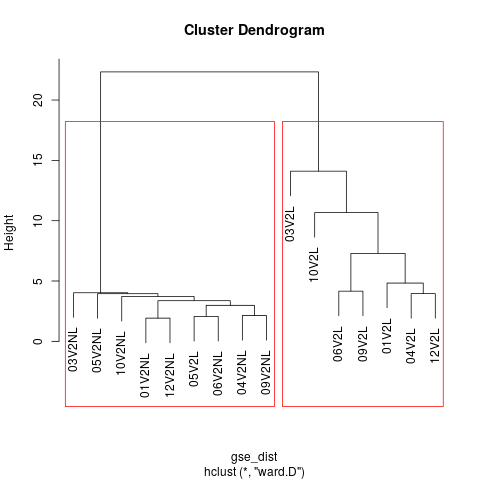 Cluster Dendrogram
Height
20
15
10
5
0
03V2NL
05V2NL
10V2NL
01V2NL
12V2NL
05V2L
06V2NL
04V2NL
09V2NL
03V2L
10V2L
06V2L
09V2L
01V2L
04V2L
12V2L
gse_dist
hclust (*, "ward.D")